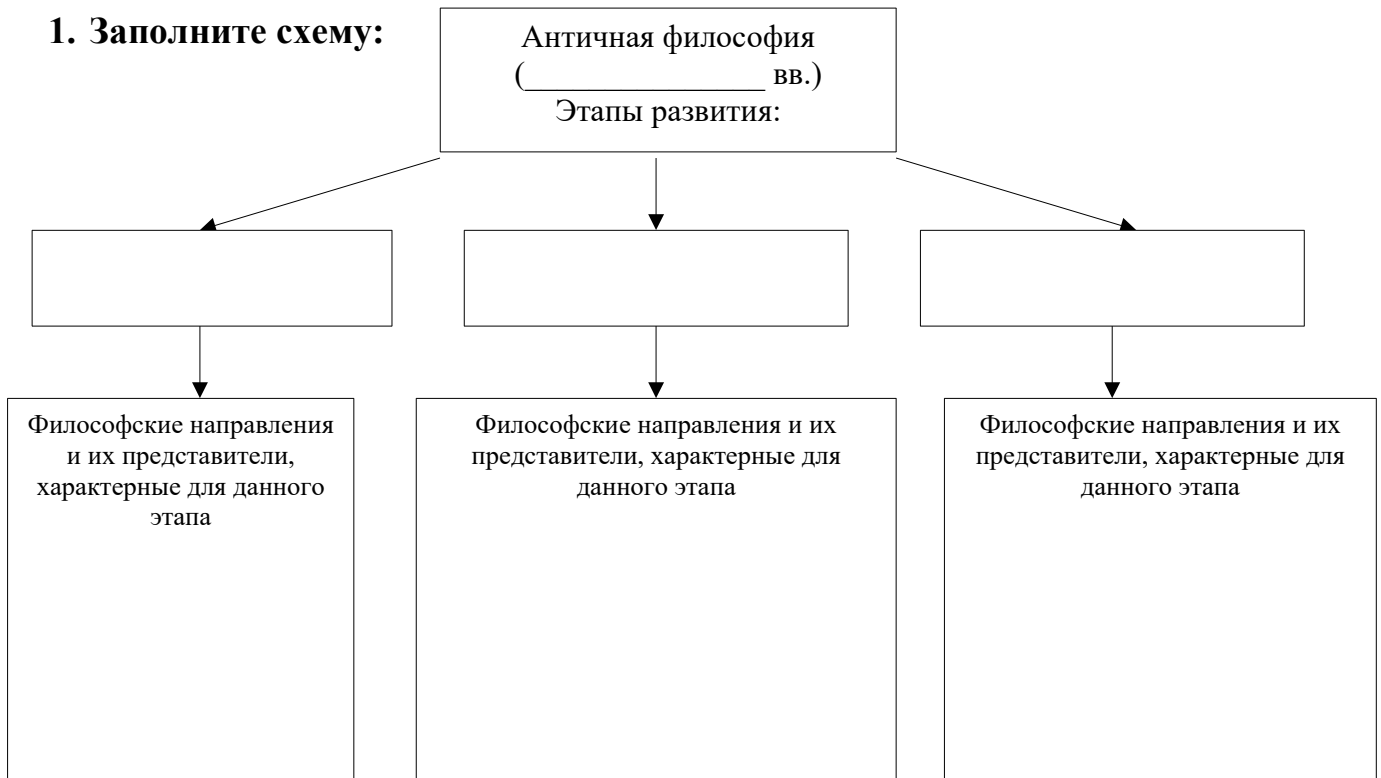 1. Заполните схему:
Античная философия
(_______________ вв.)
Этапы развития:
Философские направления
и их представители,
характерные для данного
этапа
Философские направления и их
представители, характерные для
данного этапа
Философские направления и их
представители, характерные для
данного этапа